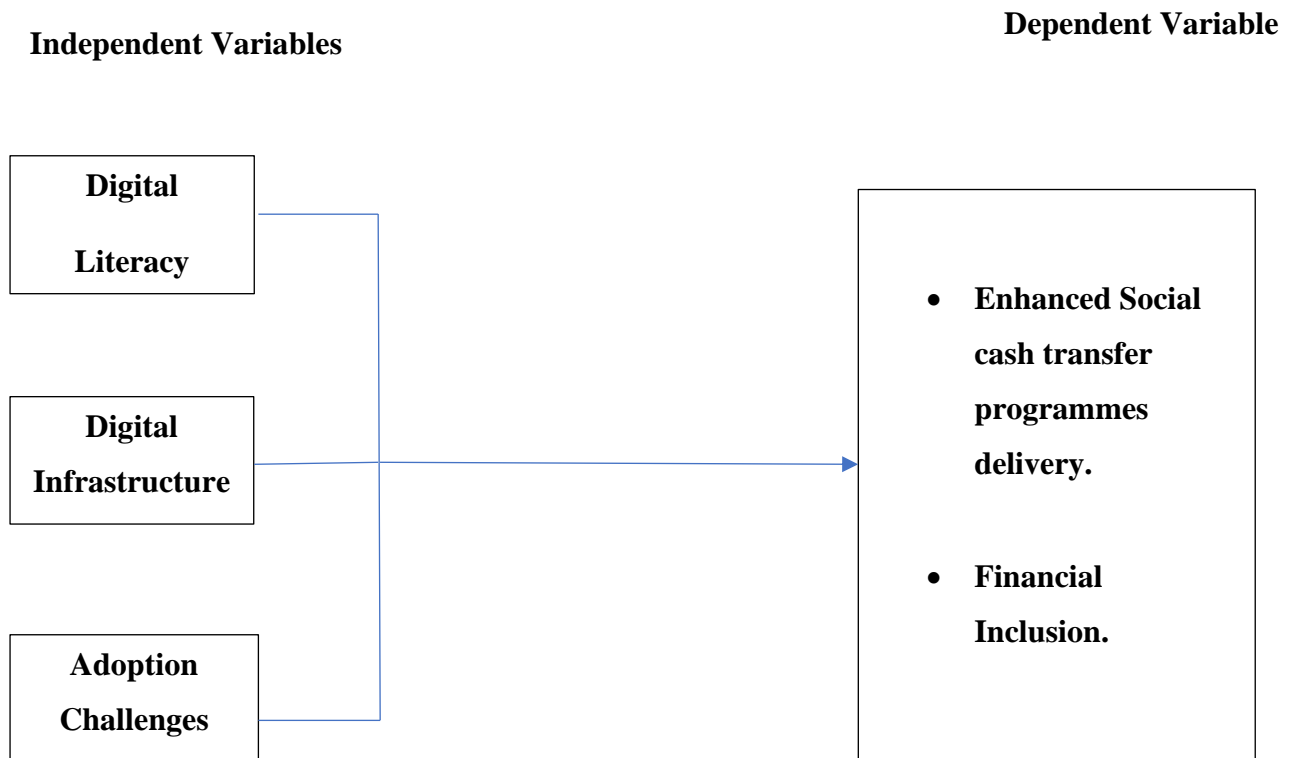 Independent Variables
Dependent Variable
Digital
Literacy
Digital
Infrastructure
Adoption
Challenges
• Enhanced Social
cash transfer
programmes
delivery.
• Financial
Inclusion.